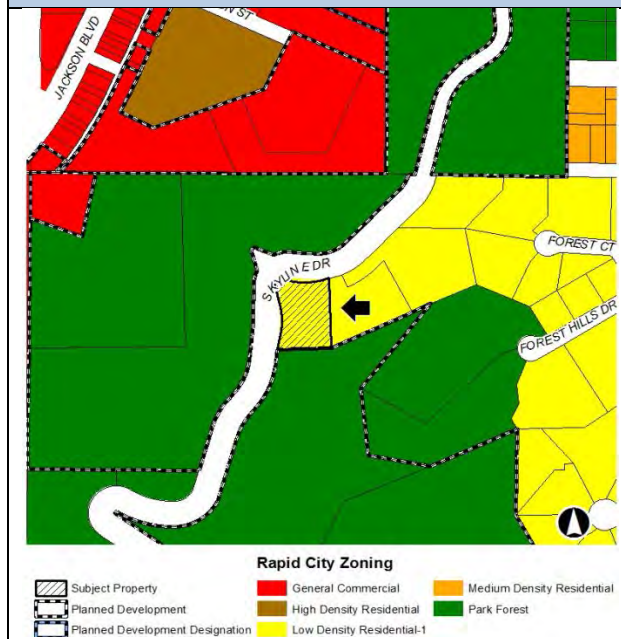 JACKSON BLVD
ON ST
SKYLINE DR
FOREST CT
FOREST HILLS DR
Rapid City Zoning
Subject Property
General Commercial
Medium Density Residential
Planned Development
High Density Residential
Park Forest
Planned Development Designation
Low Density Residential-1